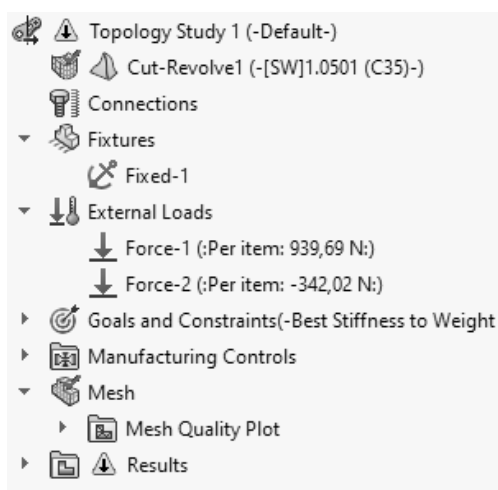 Topology Study 1 (-Default-)
Cut-Revolve1 (-[SW]1.0501 (C35)-)
Connections
Fixtures
Fixed-1
External Loads
Force-1 (:Per item: 939,69 N:)
Force-2 (:Per item: -342,02 N:)
Goals and Constraints(-Best Stiffness to Weight
Manufacturing Controls
Mesh
Mesh Quality Plot
Results